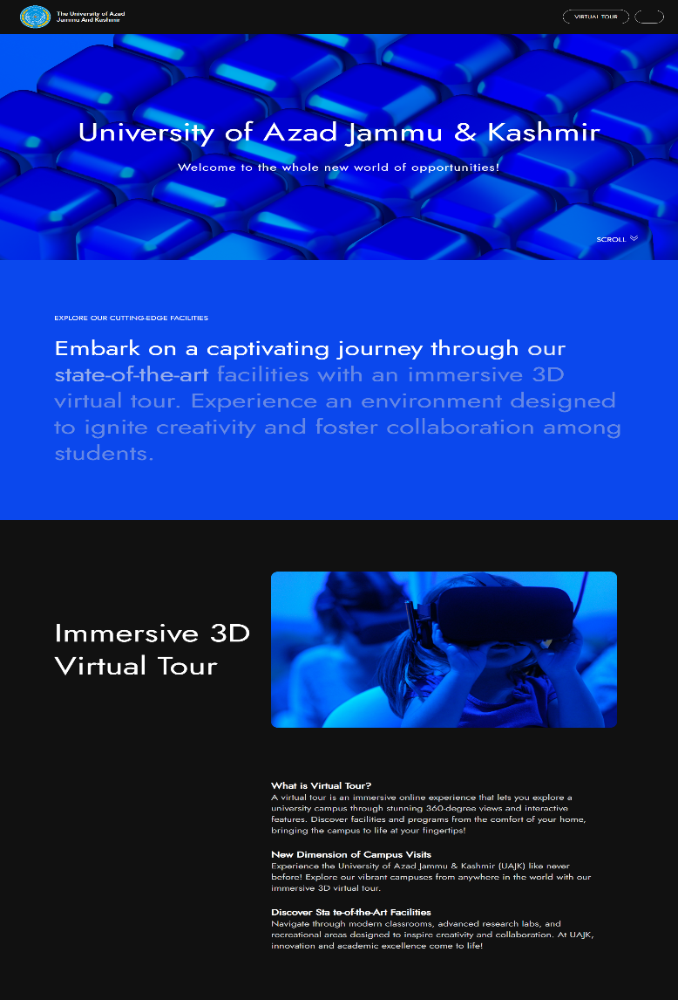 The University of Azad
Jammu And Kashmir
VIRTUAL TOUR
University of Azad Jammu & Kashmir
Welcome to the whole new world of opportunities!
SCROLL
EXPLORE OUR CUTTING-EDGE FACILITIES
Embark on a captivating journey through our
state-of-the-art facilities with an immersive 3D
virtual tour. Experience an environment designed
to ignite creativity and foster collaboration among
students.
Immersive 3D
Virtual Tour
What is Virtual Tour?
A virtual tour is an immersive online experience that lets you explore a
university campus through stunning 360-degree views and interactive
features. Discover facilities and programs from the comfort of your home,
bringing the campus to life at your fingertips!
New Dimension of Campus Visits
Experience the University of Azad Jammu & Kashmir (UAJK) like never
before! Explore our vibrant campuses from anywhere in the world with our
immersive 3D virtual tour.
Discover Sta te-of-the-Art Facilities
Navigate through modern classrooms, advanced research labs, and
recreational areas designed to inspire creativity and collaboration. At UAJK,
innovation and academic excellence come to life!